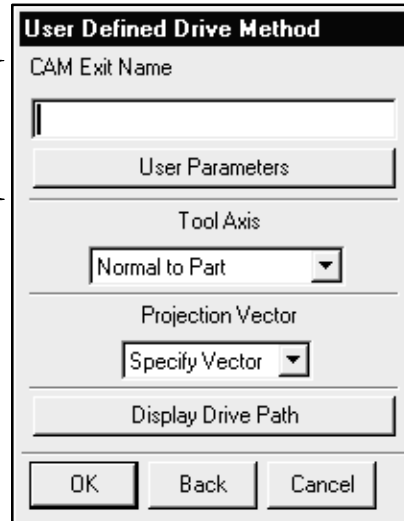 User Defined Drive Method
CAM Exit Name
User Parameters
Tool Axis
Normal to Part
Projection Vector
Specify Vector
Display Drive Path
OK Back Cancel